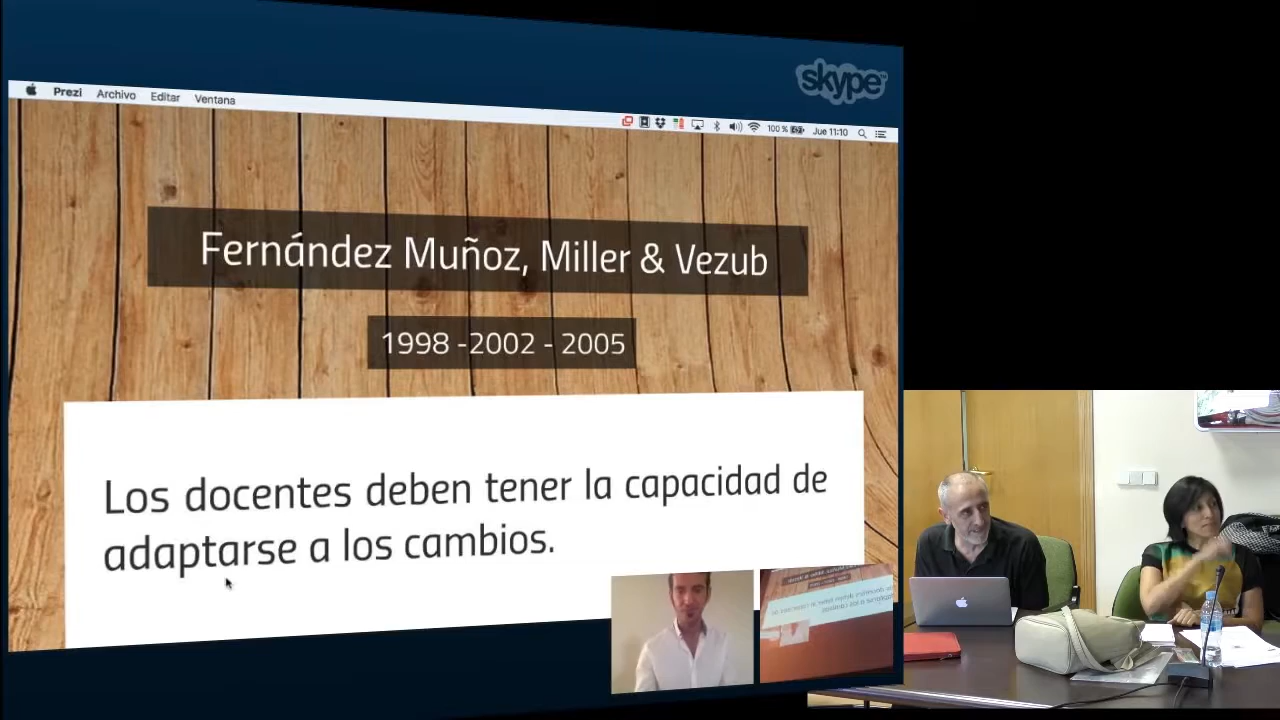 skype™
Prezi Archivo Editar Ventana
100 % Jue 11:10
Fernández Muñoz, Miller & Vezub
1998 -2002 - 2005
Los docentes deben tener la capacidad de
adaptarse a los cambios.